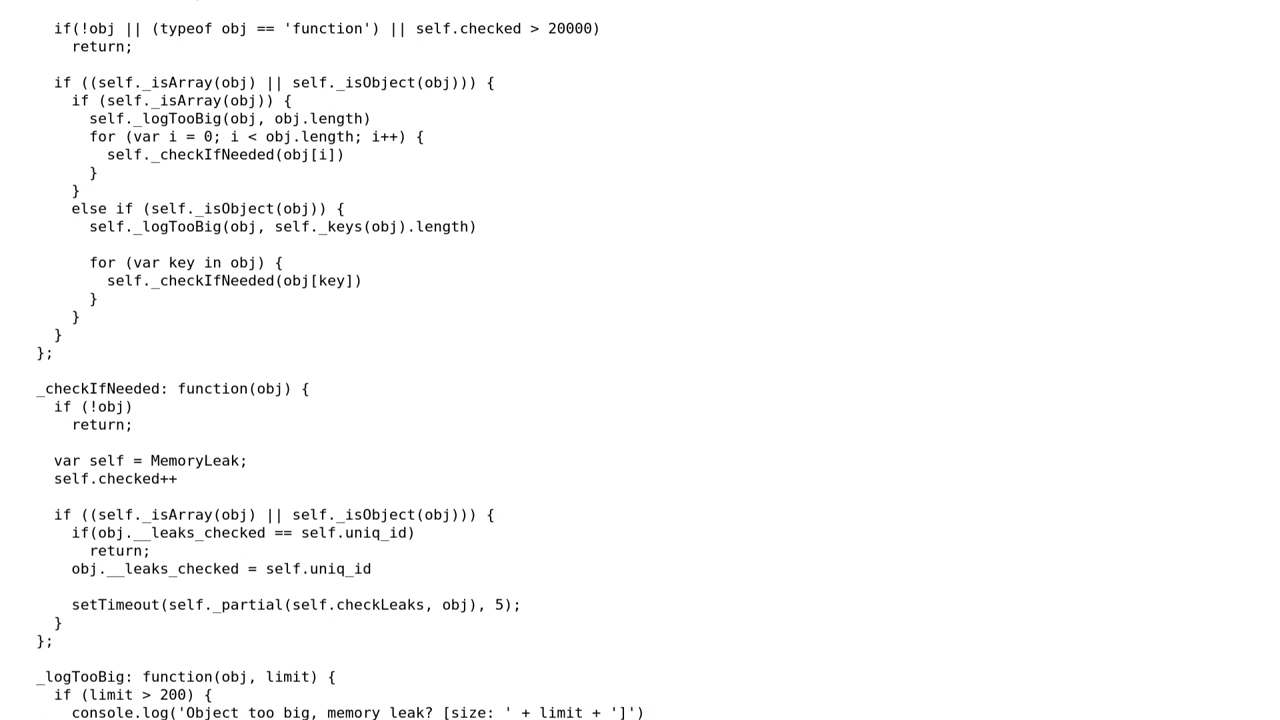 if(!obj || (typeof obj == 'function') || self.checked > 20000)
return;
if ((self._isArray(obj) || self._isObject(obj))) {
if (self._isArray(obj)) {
self._logTooBig(obj, obj.length)
for (var i = 0; i < obj.length; i++) {
self._checkIfNeeded(obj[i])
}
}
else if (self._isObject(obj)) {
self._logTooBig(obj, self._keys(obj).length)
for (var key in obj) {
self._checkIfNeeded(obj[key])
}
}
}
};
_checkIfNeeded: function(obj) {
if (!obj)
return;
var self = MemoryLeak;
self.checked++
if ((self._isArray(obj) || self._isObject(obj))) {
if(obj.__leaks_checked == self.uniq_id)
return;
obj.__leaks_checked = self.uniq_id
setTimeout(self._partial(self.checkLeaks, obj), 5);
}
};
_logTooBig: function(obj, limit) {
if (limit > 200) {
console.log('Object too big, memory leak? [size: ' + limit + ']')